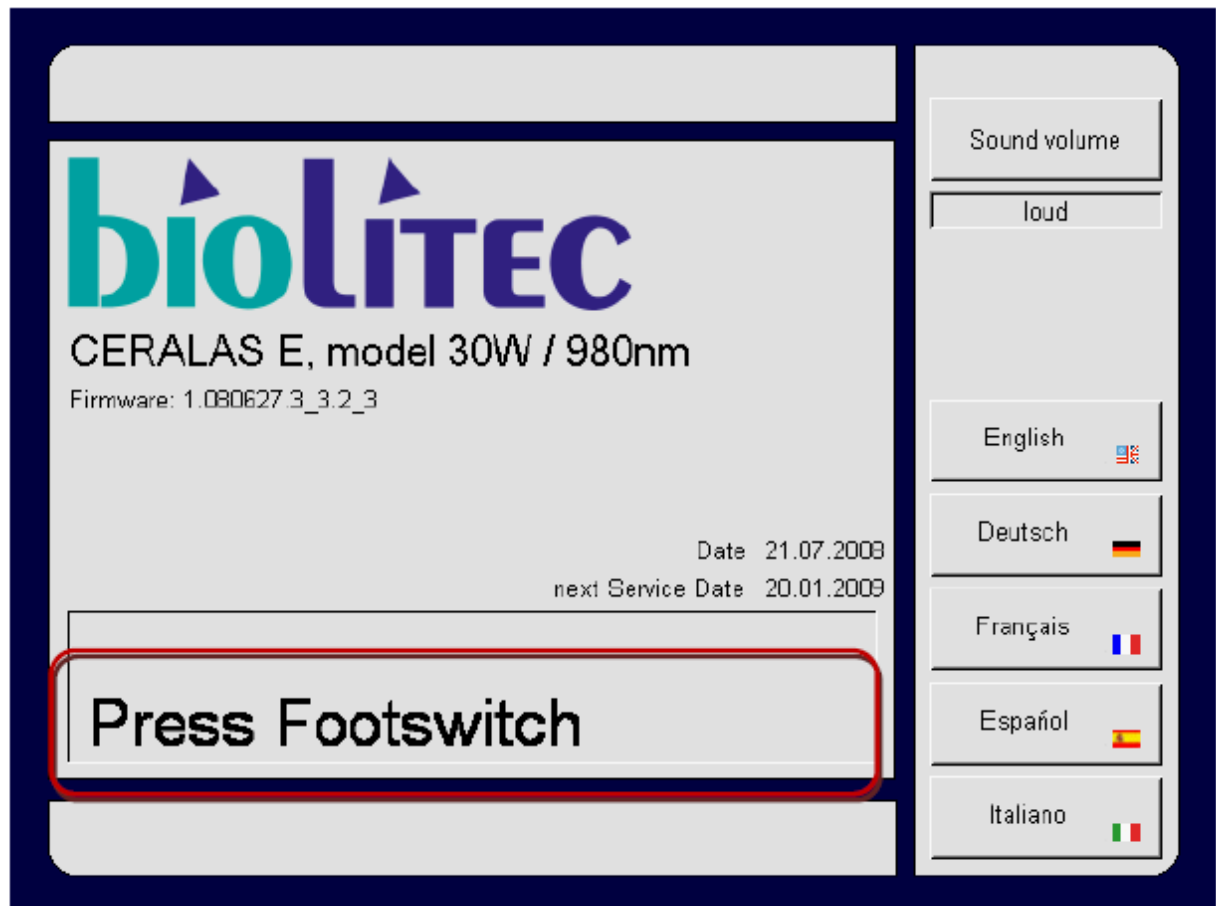 biolitec
CERALAS E, model 30W / 980nm
Firmware: 1.080627.3_3.2_3
Date 21.07.2008
next Service Date 20.01.2009
Press Footswitch
Sound volume
loud
English
Deutsch
Français
Español
Italiano